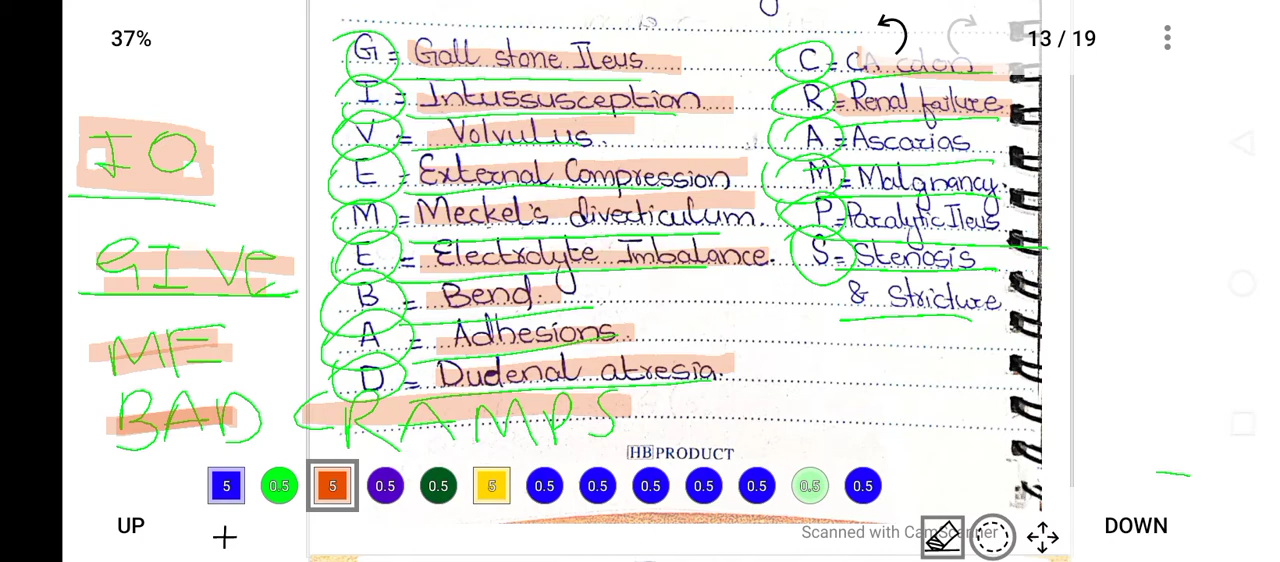 37%
13 / 19
G = Gall stone Ileus
I = Intussusception
V = Volvulus.
E = External Compression
M = Meckel's diverticulum.
E = Electrolyte Imbalance.
B = Bend.
A = Adhesions
D = Dudenal atresia.
C = CA colon
R = Renal failure
A = Ascarias
M = Malgnancy.
P = Paralytic Ileus
S = Stenosis
& Stricture
IO
GIVE
ME
BAD CRAMPS
HB PRODUCT
5 0.5 5 0.5 0.5 5 0.5 0.5 0.5 0.5 0.5 0.5 0.5
Scanned with CamScanner
UP
DOWN